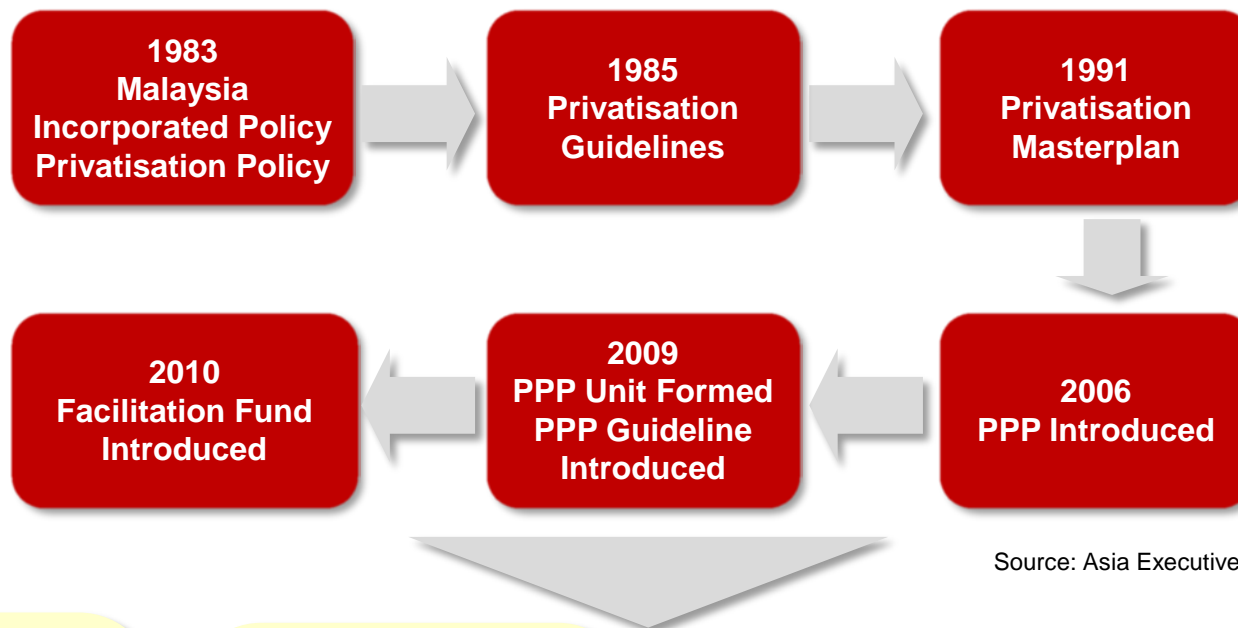 1983
Malaysia
Incorporated Policy
Privatisation Policy
1985
Privatisation
Guidelines
1991
Privatisation
Masterplan
2010
Facilitation Fund
Introduced
2009
PPP Unit Formed
PPP Guideline
Introduced
2006
PPP Introduced
Source: Asia Executive